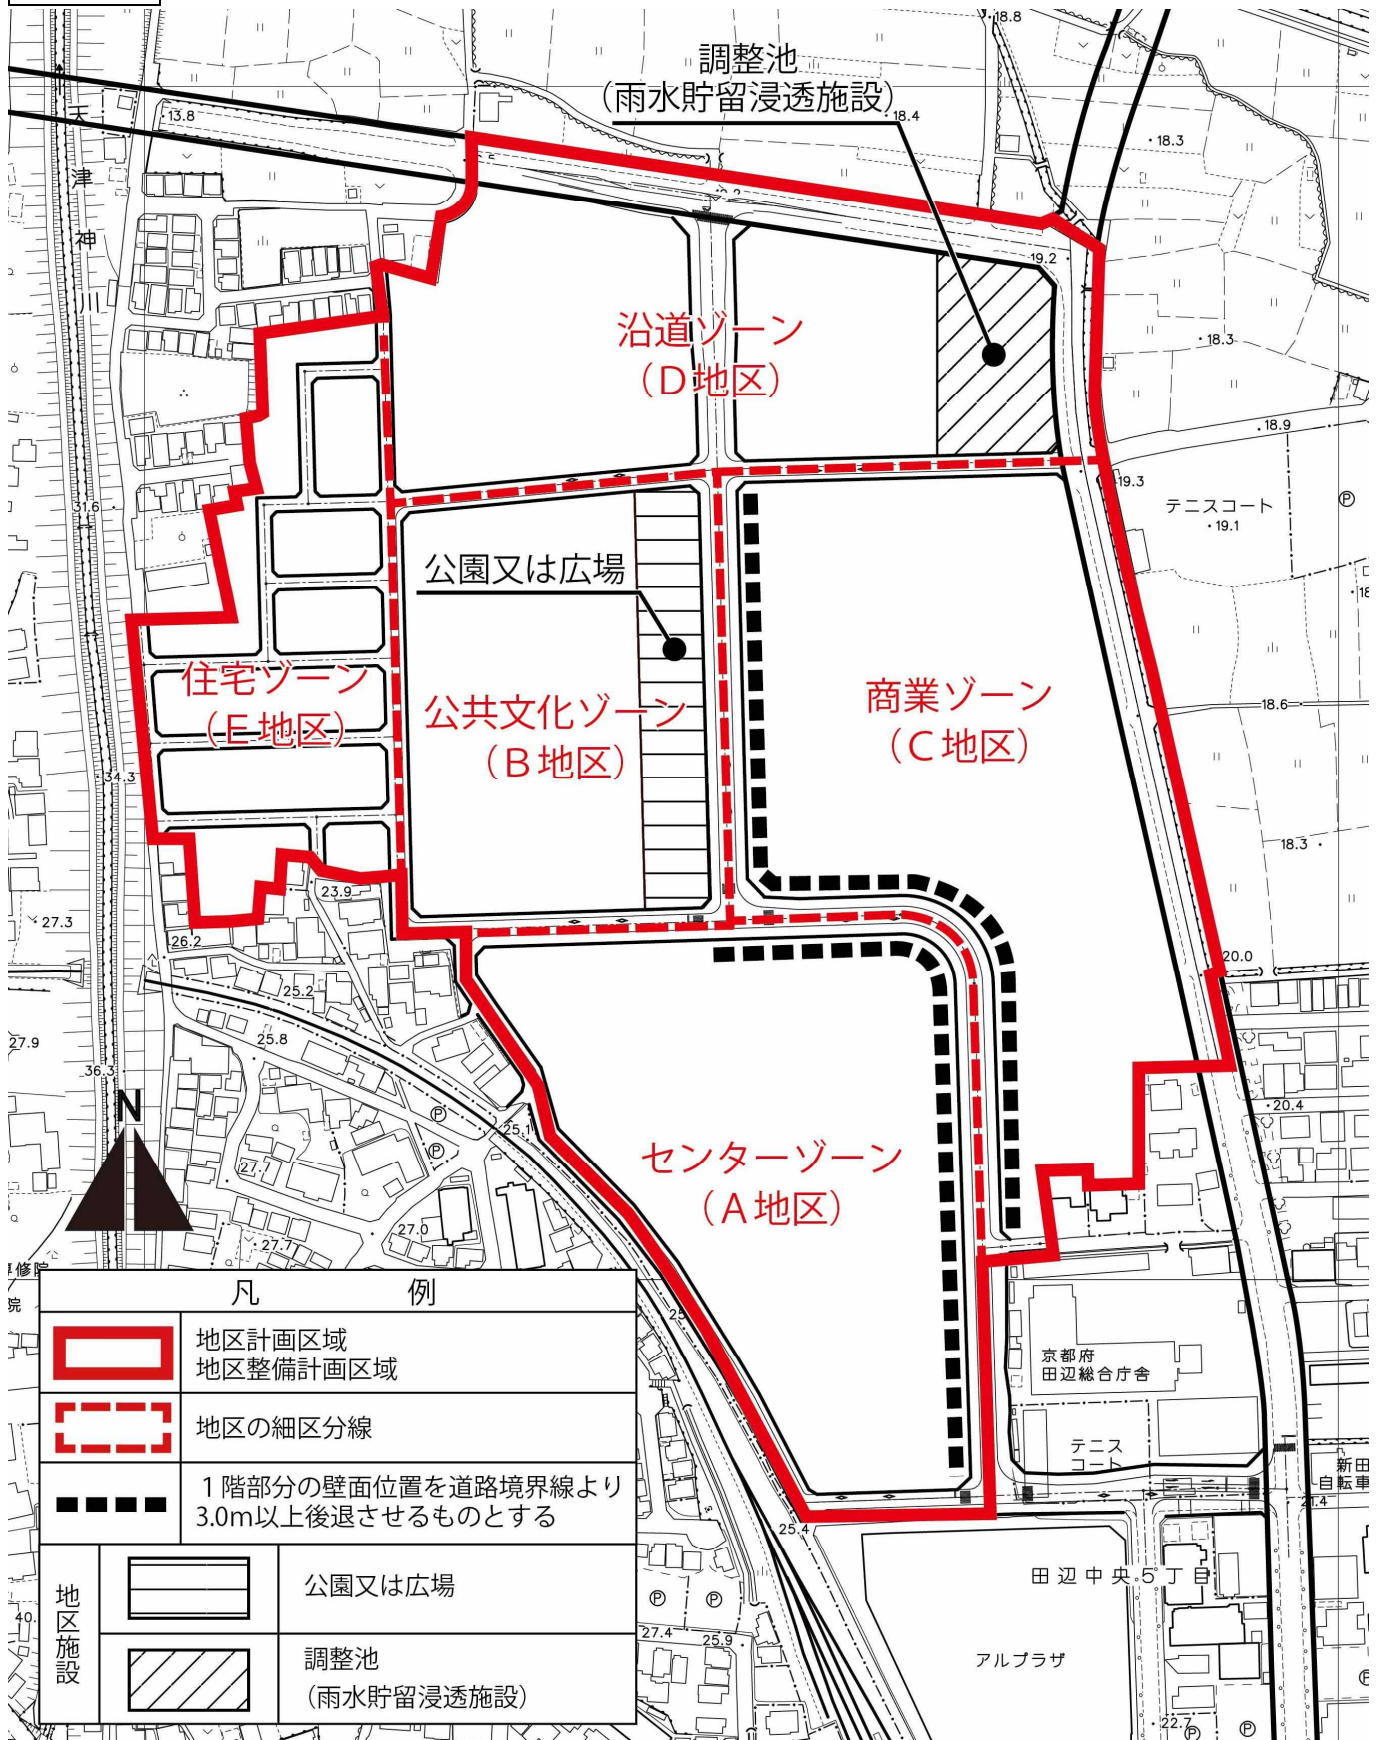 18.8
調整池
(雨水貯留浸透施設)
18.4
13.8
18.3
天
津
神
川
19.2
沿道ゾーン
(D地区)
18.3
18.9
19.3
テニスコート
19.1
Ⓟ
31.6
公園又は広場
住宅ゾーン
(E地区)
公共文化ゾーン
(B地区)
商業ゾーン
(C地区)
18.6
34.3
18.3
23.9
27.3
26.2
20.0
25.2
25.8
27.9
36.3
N
20.4
Ⓟ
25.1
Ⓟ
27.7
センターゾーン
(A地区)
27.0
27.7
凡 例
地区計画区域
地区整備計画区域
地区の細区分線
1階部分の壁面位置を道路境界線より
3.0m以上後退させるものとする
地区施設
公園又は広場
調整池
(雨水貯留浸透施設)
京都府
田辺総合庁舎
テニス
コート
新田
自転車
21.4
25.4
田辺中央5丁目
40.
Ⓟ
Ⓟ
27.4
25.9
アルプラザ
22.7
Ⓟ
Ⓟ